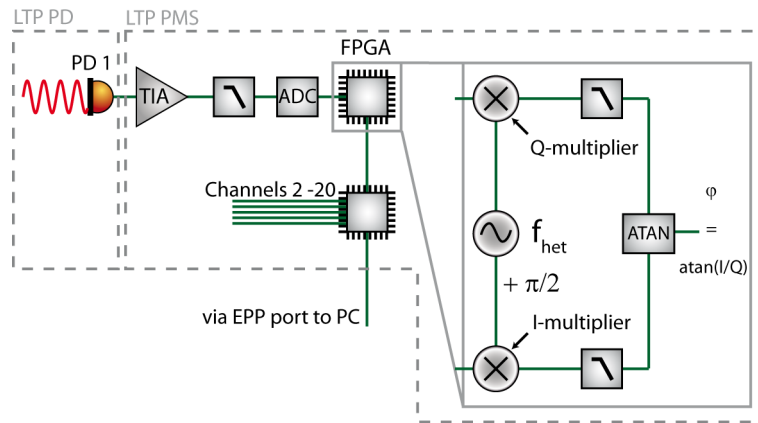 LTP PD
LTP PMS
PD 1
FPGA
TIA
ADC
Channels 2 -20
via EPP port to PC
Q-multiplier
fhet
+ π/2
I-multiplier
ATAN
φ
=
atan(I/Q)